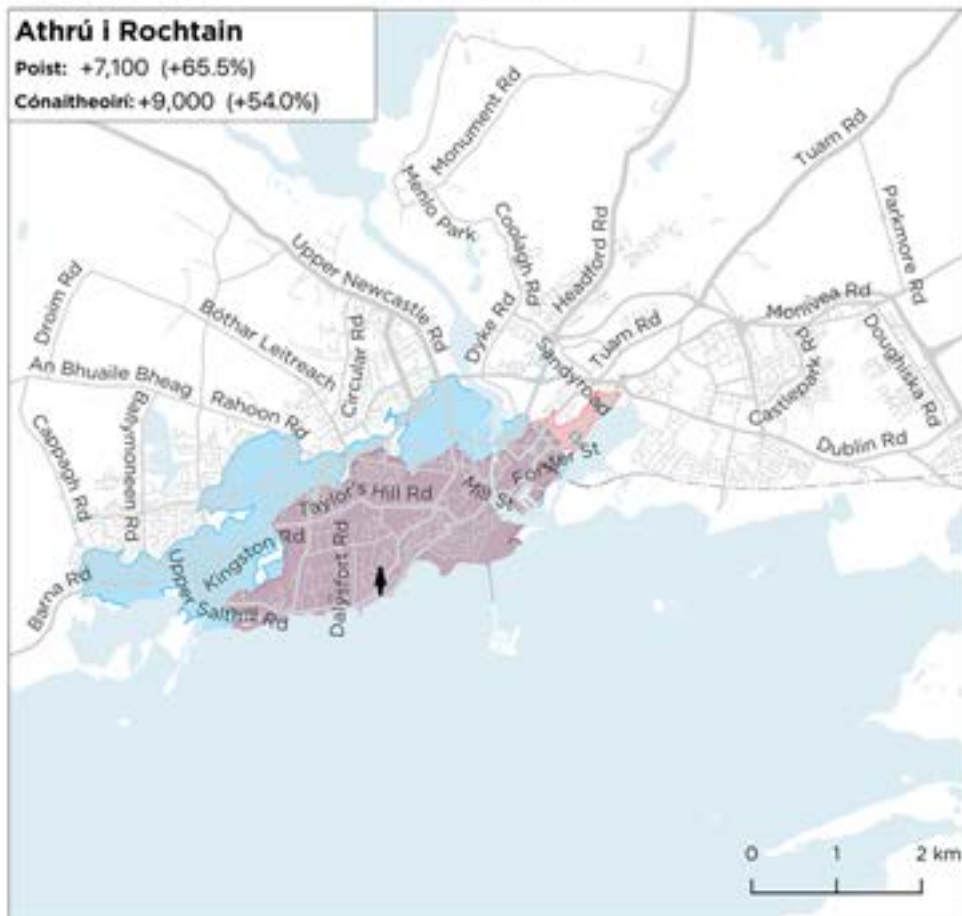 Athrú i Rochtain
Poist: +7,100 (+65.5%)
Cónaitheoirí: +9,000 (+54.0%)
Monument Rd
Tuam Rd
Menlo Park
Parkmore Rd
Coolagh Rd
Headford Rd
Upper Newcastle Rd
Droim Rd
Bothar Leitreach
Circular Rd
Dyke Rd
Sandyroad
Tuam Rd
Monivea Rd
Castlepark Rd
Doughiska Rd
An Bhuaile Bheag
Rahoon Rd
Ballymoneen Rd
Cappagh Rd
Dublin Rd
Forster St
Mill St
Taylor's Hill Rd
Kingston Rd
Dalysfort Rd
Barna Rd
Upper Salthill Rd
0 1 2 km